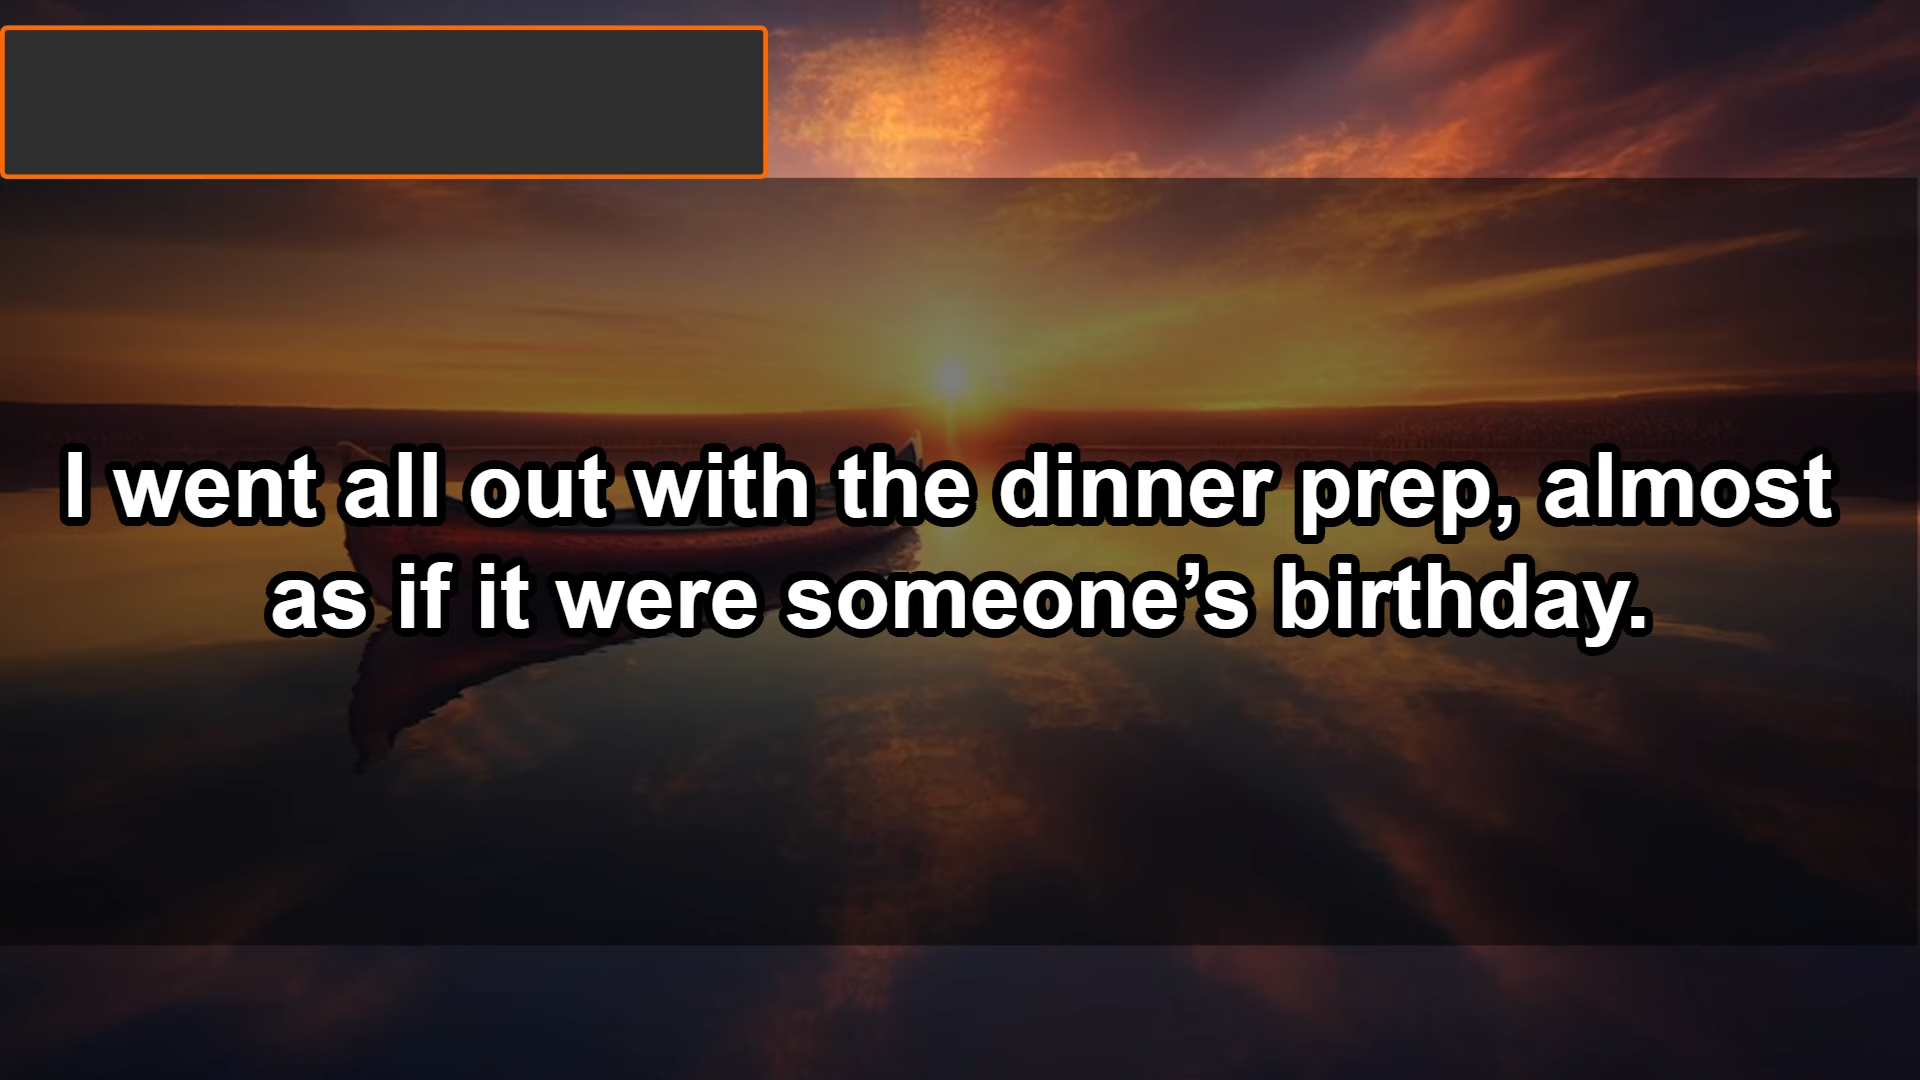 I went all out with the dinner prep, almost
as if it were someone’s birthday.